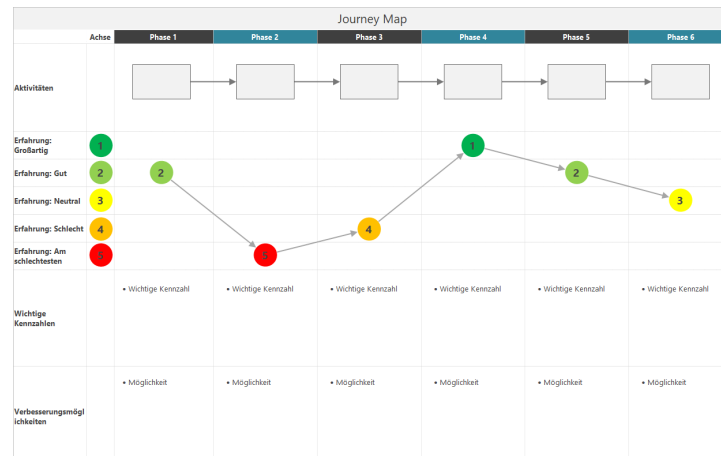 Journey Map
Achse Phase 1 Phase 2 Phase 3 Phase 4 Phase 5 Phase 6
Aktivitäten
Erfahrung:
Großartig
1 1
Erfahrung: Gut 2 2 2
Erfahrung: Neutral 3 3
Erfahrung: Schlecht 4 4
Erfahrung: Am
schlechtesten
5 5
• Wichtige Kennzahl • Wichtige Kennzahl • Wichtige Kennzahl • Wichtige Kennzahl • Wichtige Kennzahl • Wichtige Kennzahl
Wichtige
Kennzahlen
• Möglichkeit • Möglichkeit • Möglichkeit • Möglichkeit • Möglichkeit • Möglichkeit
Verbesserungsmögl
ichkeiten